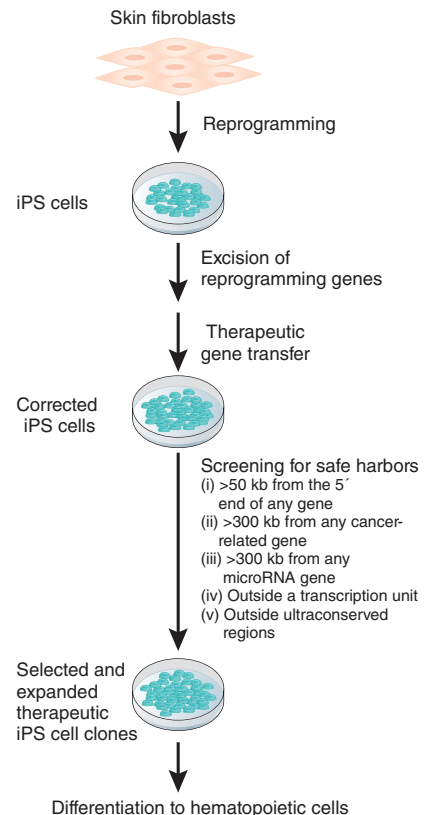 Skin fibroblasts
Reprogramming
iPS cells
Excision of
reprogramming genes
Therapeutic
gene transfer
Corrected
iPS cells
Screening for safe harbors
(i) >50 kb from the 5´
end of any gene
(ii) >300 kb from any cancer-
related gene
(iii) >300 kb from any
microRNA gene
(iv) Outside a transcription unit
(v) Outside ultraconserved
regions
Selected and
expanded
therapeutic
iPS cell clones
Differentiation to hematopoietic cells